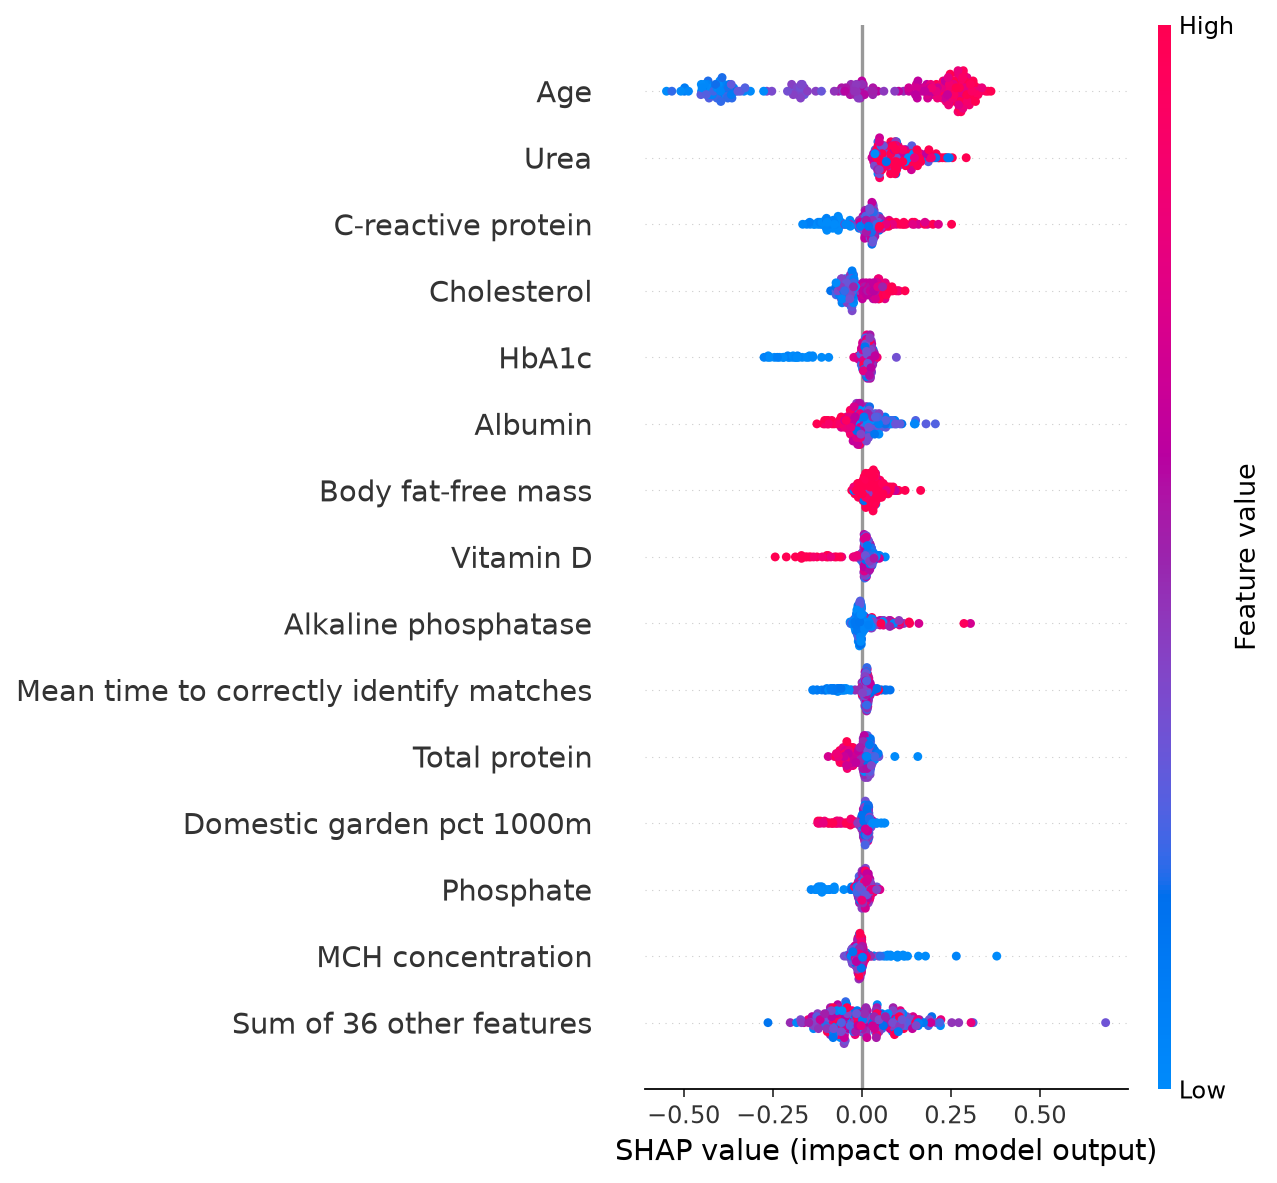 High
Age
Urea
C-reactive protein
Cholesterol
HbA1c
Albumin
Body fat-free mass
Vitamin D
Alkaline phosphatase
Mean time to correctly identify matches
Total protein
Domestic garden pct 1000m
Phosphate
MCH concentration
Sum of 36 other features
Feature value
Low
−0.50 −0.25 0.00 0.25 0.50
SHAP value (impact on model output)